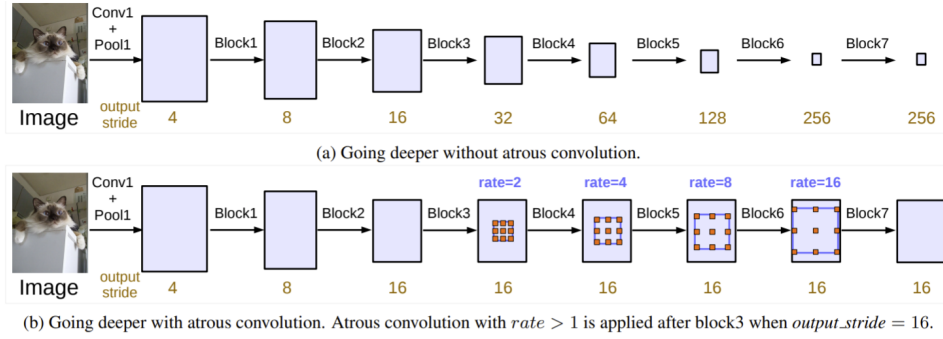 Conv1
+
Pool1
Block1
Block2
Block3
Block4
Block5
Block6
Block7
Image
output
stride
4
8
16
32
64
128
256
256
(a) Going deeper without atrous convolution.
rate=2
rate=4
rate=8
rate=16
Conv1
+
Pool1
Block1
Block2
Block3
Block4
Block5
Block6
Block7
Image
output
stride
4
8
16
16
16
16
16
16
(b) Going deeper with atrous convolution. Atrous convolution with rate > 1 is applied after block3 when output_stride = 16.